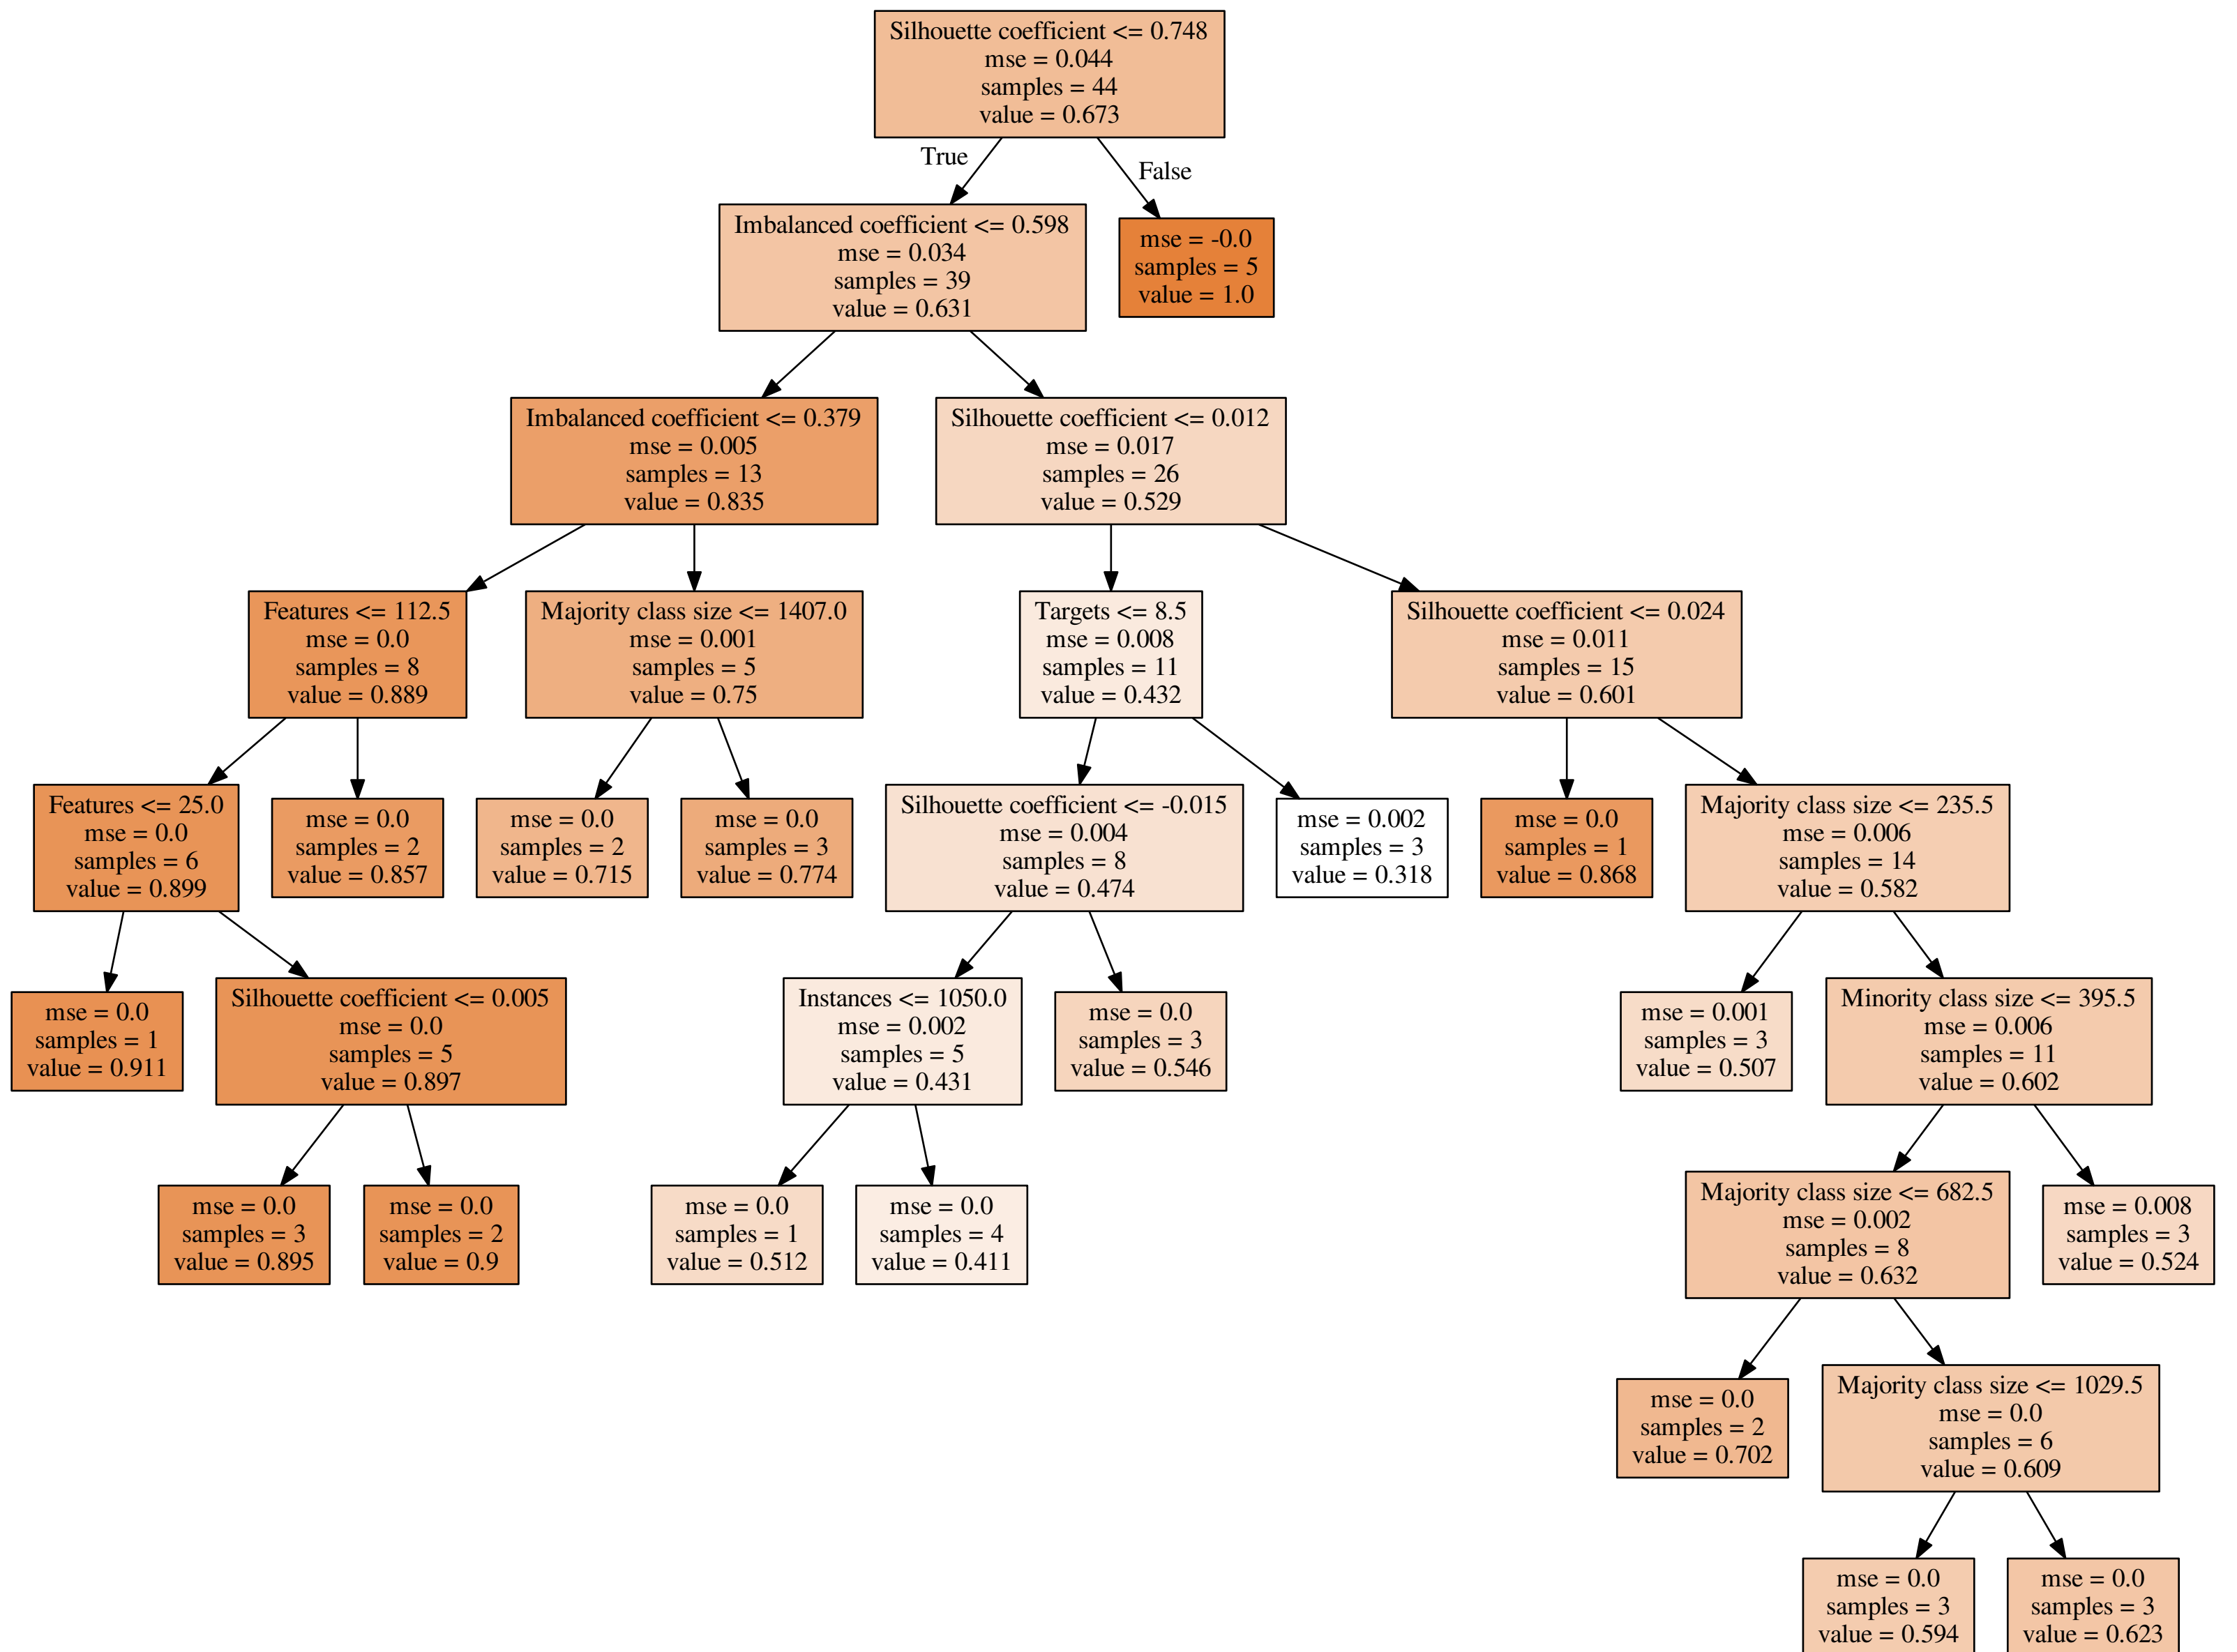 Silhouette coefficient <= 0.748
mse = 0.044
samples = 44
value = 0.673
True
False
Imbalanced coefficient <= 0.598
mse = 0.034
samples = 39
value = 0.631
mse = -0.0
samples = 5
value = 1.0
Imbalanced coefficient <= 0.379
mse = 0.005
samples = 13
value = 0.835
Silhouette coefficient <= 0.012
mse = 0.017
samples = 26
value = 0.529
Features <= 112.5
mse = 0.0
samples = 8
value = 0.889
Majority class size <= 1407.0
mse = 0.001
samples = 5
value = 0.75
Targets <= 8.5
mse = 0.008
samples = 11
value = 0.432
Silhouette coefficient <= 0.024
mse = 0.011
samples = 15
value = 0.601
Features <= 25.0
mse = 0.0
samples = 6
value = 0.899
mse = 0.0
samples = 2
value = 0.857
mse = 0.0
samples = 2
value = 0.715
mse = 0.0
samples = 3
value = 0.774
Silhouette coefficient <= -0.015
mse = 0.004
samples = 8
value = 0.474
mse = 0.002
samples = 3
value = 0.318
mse = 0.0
samples = 1
value = 0.868
Majority class size <= 235.5
mse = 0.006
samples = 14
value = 0.582
mse = 0.0
samples = 1
value = 0.911
Silhouette coefficient <= 0.005
mse = 0.0
samples = 5
value = 0.897
Instances <= 1050.0
mse = 0.002
samples = 5
value = 0.431
mse = 0.0
samples = 3
value = 0.546
mse = 0.001
samples = 3
value = 0.507
Minority class size <= 395.5
mse = 0.006
samples = 11
value = 0.602
mse = 0.0
samples = 3
value = 0.895
mse = 0.0
samples = 2
value = 0.9
mse = 0.0
samples = 1
value = 0.512
mse = 0.0
samples = 4
value = 0.411
Majority class size <= 682.5
mse = 0.002
samples = 8
value = 0.632
mse = 0.008
samples = 3
value = 0.524
mse = 0.0
samples = 2
value = 0.702
Majority class size <= 1029.5
mse = 0.0
samples = 6
value = 0.609
mse = 0.0
samples = 3
value = 0.594
mse = 0.0
samples = 3
value = 0.623